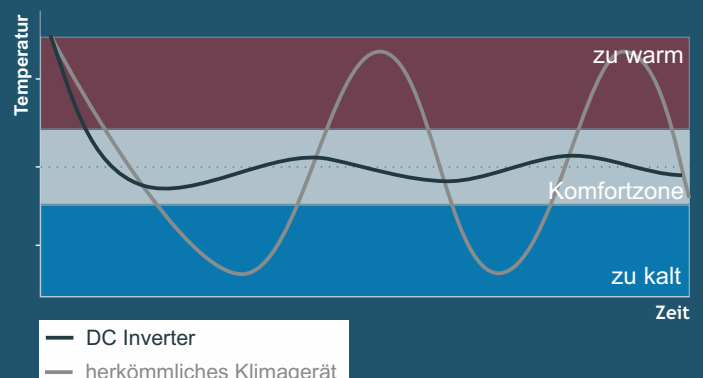 Temperatur
zu warm
Komfortzone
zu kalt
Zeit
DC Inverter
herkömmliches Klimagerät